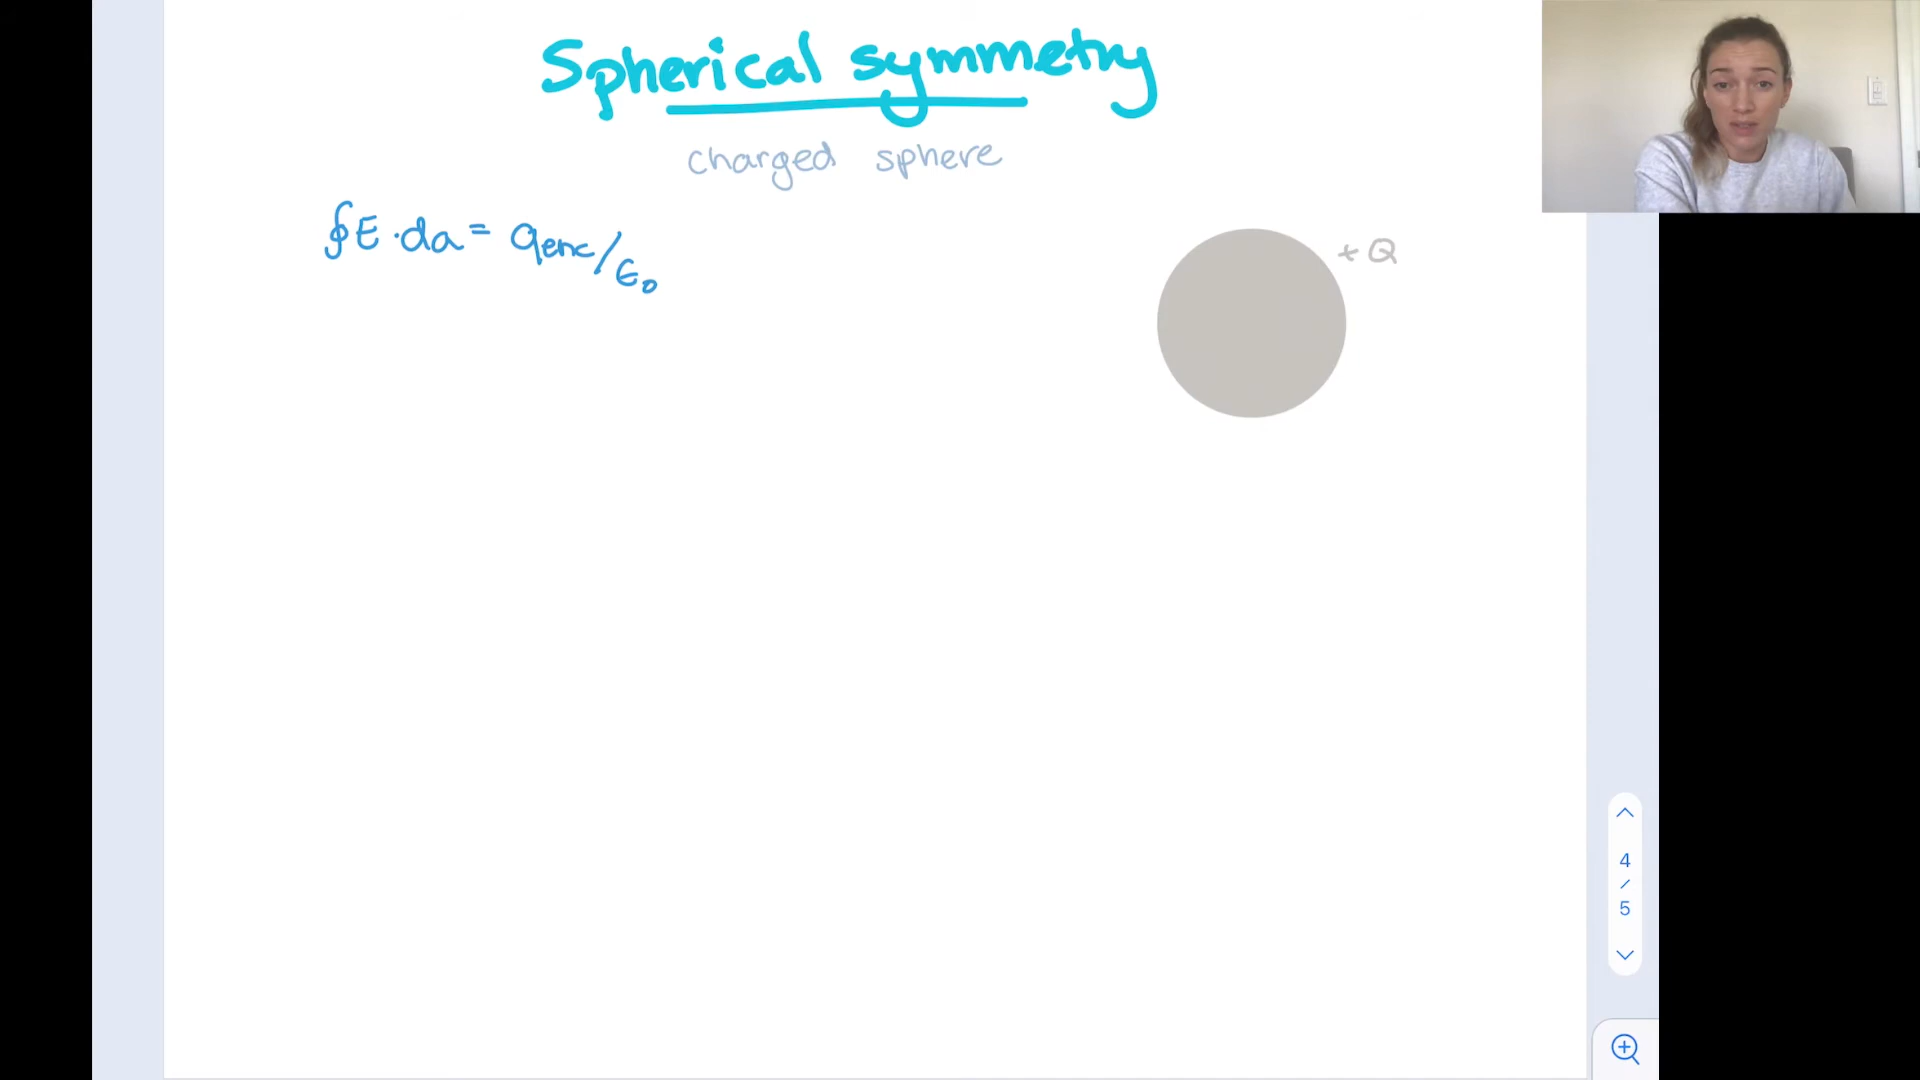 Spherical symmetry
charged sphere
∮E · da = qenc/ε0
+ Q
4
/
5